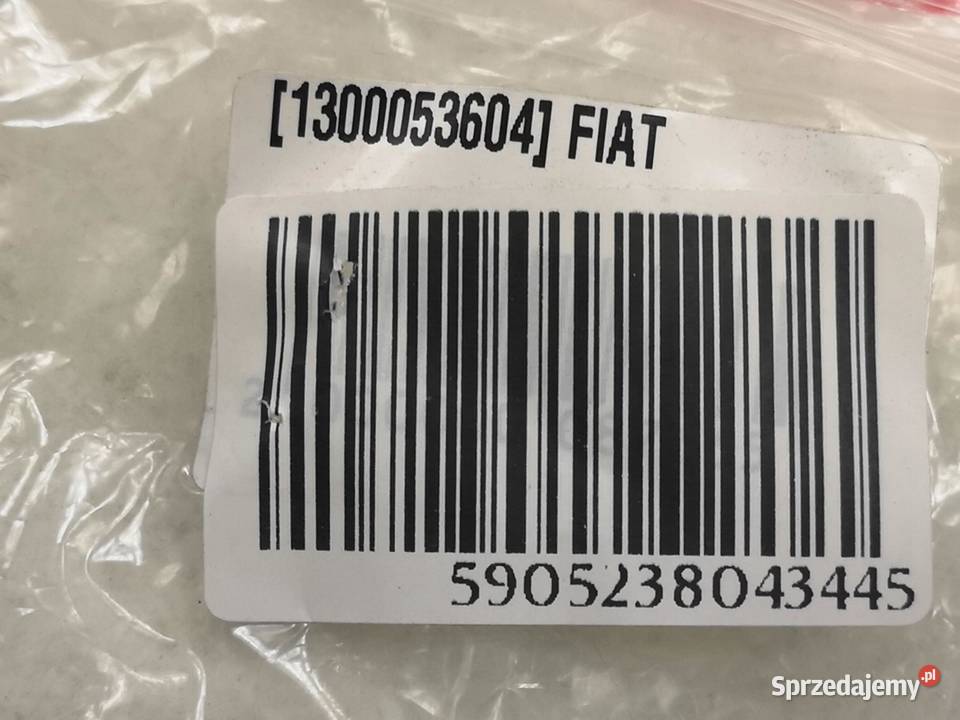 [1300053604] FIAT
5905238043445
Sprzedajemy.pl